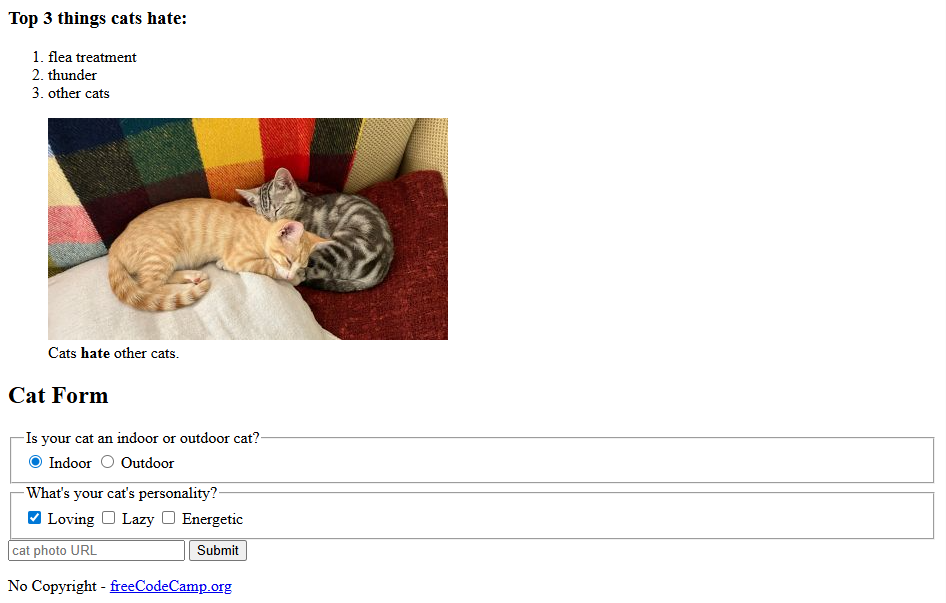 Top 3 things cats hate:
1. flea treatment
2. thunder
3. other cats
Cats hate other cats.
Cat Form
Is your cat an indoor or outdoor cat?
Indoor Outdoor
What's your cat's personality?
Loving Lazy Energetic
cat photo URL Submit
No Copyright - freeCodeCamp.org